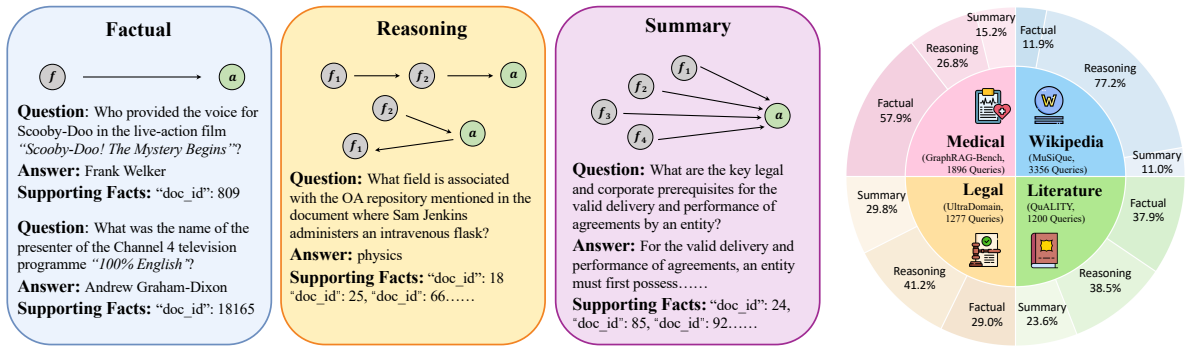 Factual
f
a
Question: Who provided the voice for
Scooby-Doo in the live-action film
“Scooby-Doo! The Mystery Begins”?
Answer: Frank Welker
Supporting Facts: “doc_id”: 809
Question: What was the name of the
presenter of the Channel 4 television
programme “100% English”?
Answer: Andrew Graham-Dixon
Supporting Facts: “doc_id”: 18165
Reasoning
f1
f2
a
f2
a
f1
Question: What field is associated
with the OA repository mentioned in the
document where Sam Jenkins
administers an intravenous flask?
Answer: physics
Supporting Facts: “doc_id”: 18
"doc_id": 25, "doc_id": 66……
Summary
f1
f2
f3
f4
a
Question: What are the key legal
and corporate prerequisites for the
valid delivery and performance of
agreements by an entity?
Answer: For the valid delivery and
performance of agreements, an entity
must first possess……
Supporting Facts: “doc_id”: 24,
"doc_id": 85, "doc_id": 92……
Summary
15.2%
Reasoning
26.8%
Factual
57.9%
Medical
(GraphRAG-Bench,
1896 Queries)
Factual
11.9%
Reasoning
77.2%
Summary
11.0%
W
Wikipedia
(MuSiQue,
3356 Queries)
Summary
29.8%
Reasoning
41.2%
Factual
29.0%
Legal
(UltraDomain,
1277 Queries)
Literature
(QuALITY,
1200 Queries)
Factual
37.9%
Reasoning
38.5%
Summary
23.6%